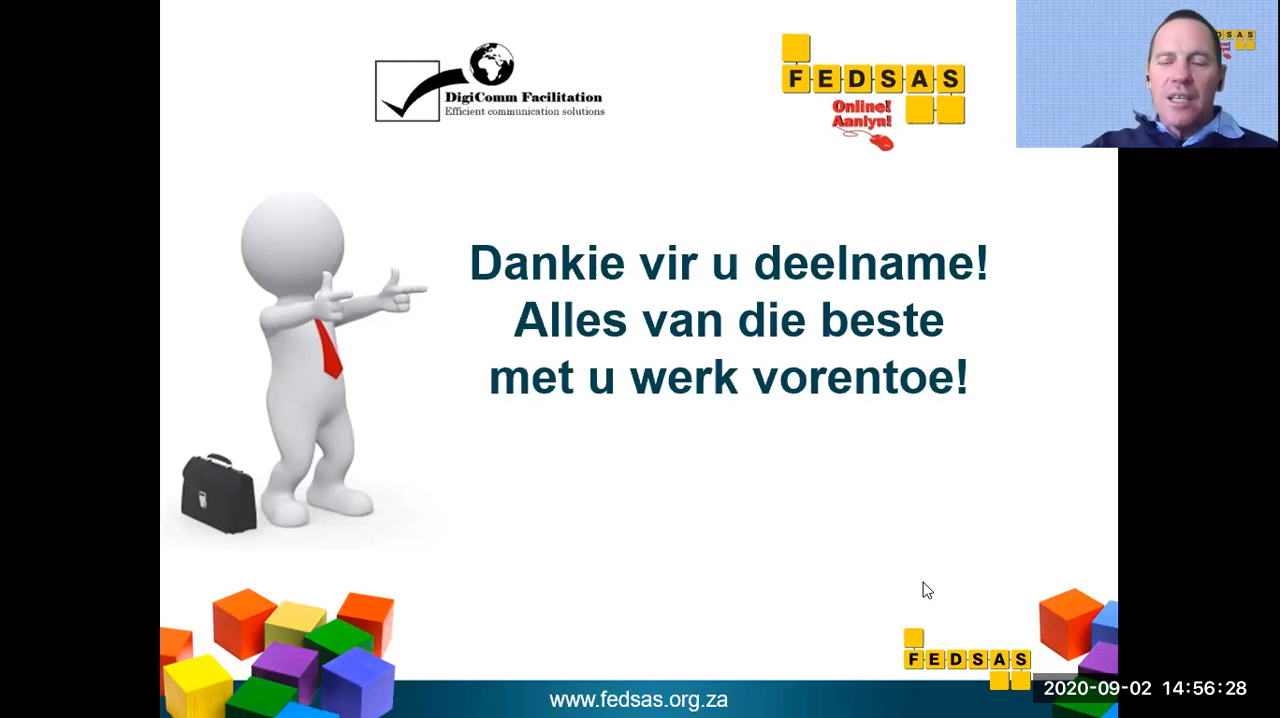 DigiComm Facilitation
Efficient communication solutions
FEDSAS
Online!
Aanlyn!
DSAS
Dankie vir u deelname!
Alles van die beste
met u werk vorentoe!
FEDSAS
www.fedsas.org.za
2020-09-02 14:56:28